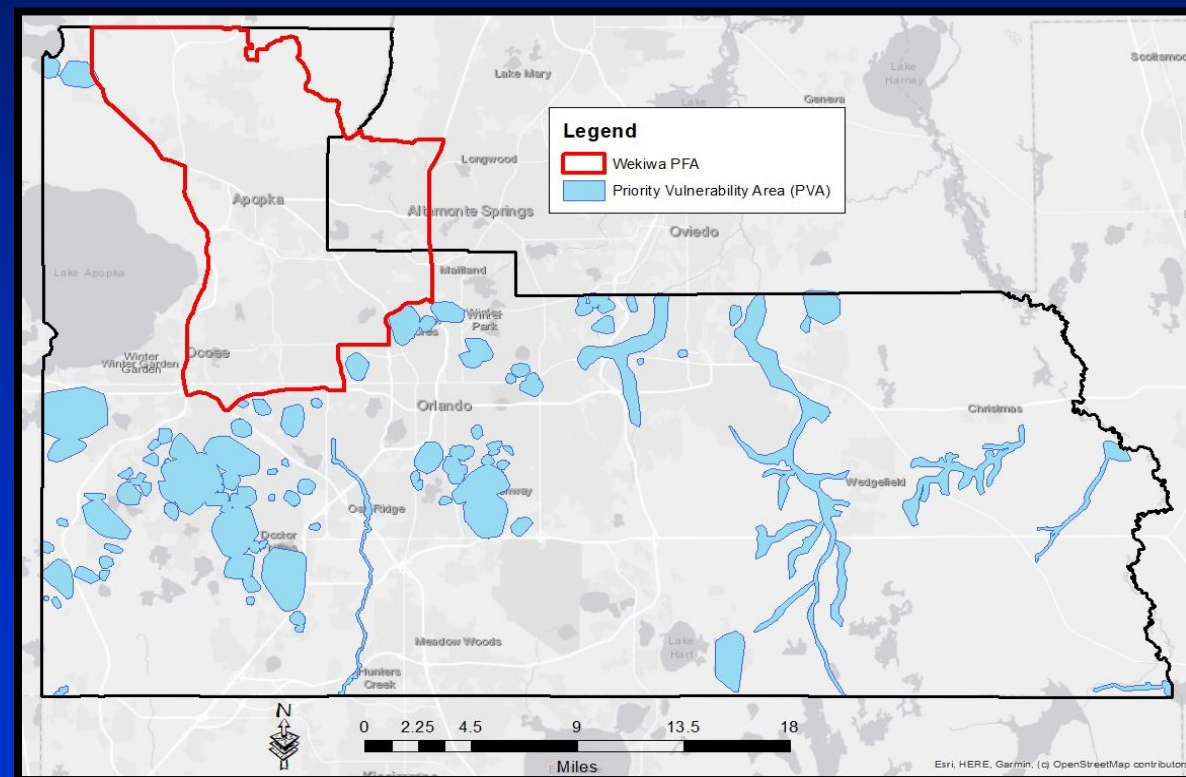 Scottsmoor
Lake Mary
Lake
Harney
Lake
Geneva
Legend
Wekiwa PFA
Priority Vulnerability Area (PVA)
Longwood
Apopka
Altamonte Springs
Oviedo
Lake Apopka
Maitland
Winter
Winter
Park
Ocoee
Winter
Winter Garden
Garden
Orlando
Christmas
Wedgefield
Oak Ridge
Doctor
Meadow Woods
Lake
Hart
Hunters
Creek
N
0 2.25 4.5 9 13.5 18
Miles
Esri, HERE, Garmin, (c) OpenStreetMap contributors